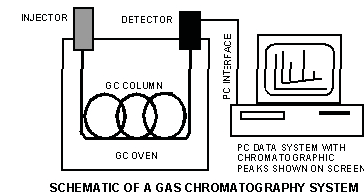 INJECTOR
DETECTOR
PC INTERFACE
GC COLUMN
GC OVEN
PC DATA SYSTEM WITH
CHROMATOGRAPHIC
PEAKS SHOWN ON SCREEN
SCHEMATIC OF A GAS CHROMATOGRAPHY SYSTEM